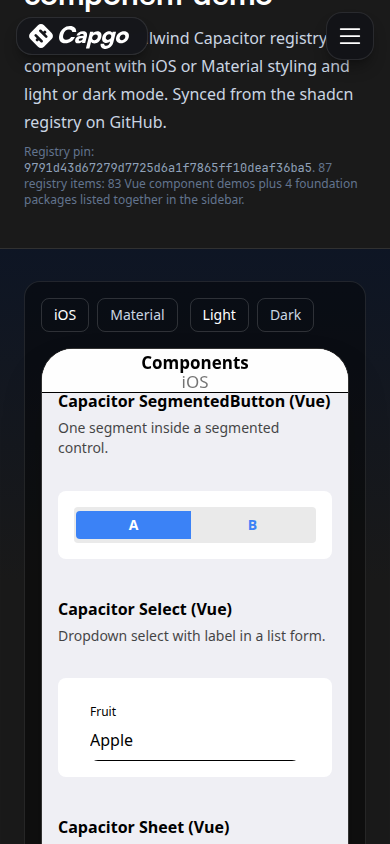 component demo
Capgo
lwind Capacitor registry
component with iOS or Material styling and
light or dark mode. Synced from the shadcn
registry on GitHub.
Registry pin:
9791d43d67279d7725d6a1f7865ff10deaf36ba5. 87
registry items: 83 Vue component demos plus 4 foundation
packages listed together in the sidebar.
iOS
Material
Light
Dark
Components
iOS
Capacitor SegmentedButton (Vue)
One segment inside a segmented
control.
A
B
Capacitor Select (Vue)
Dropdown select with label in a list form.
Fruit
Apple
Capacitor Sheet (Vue)